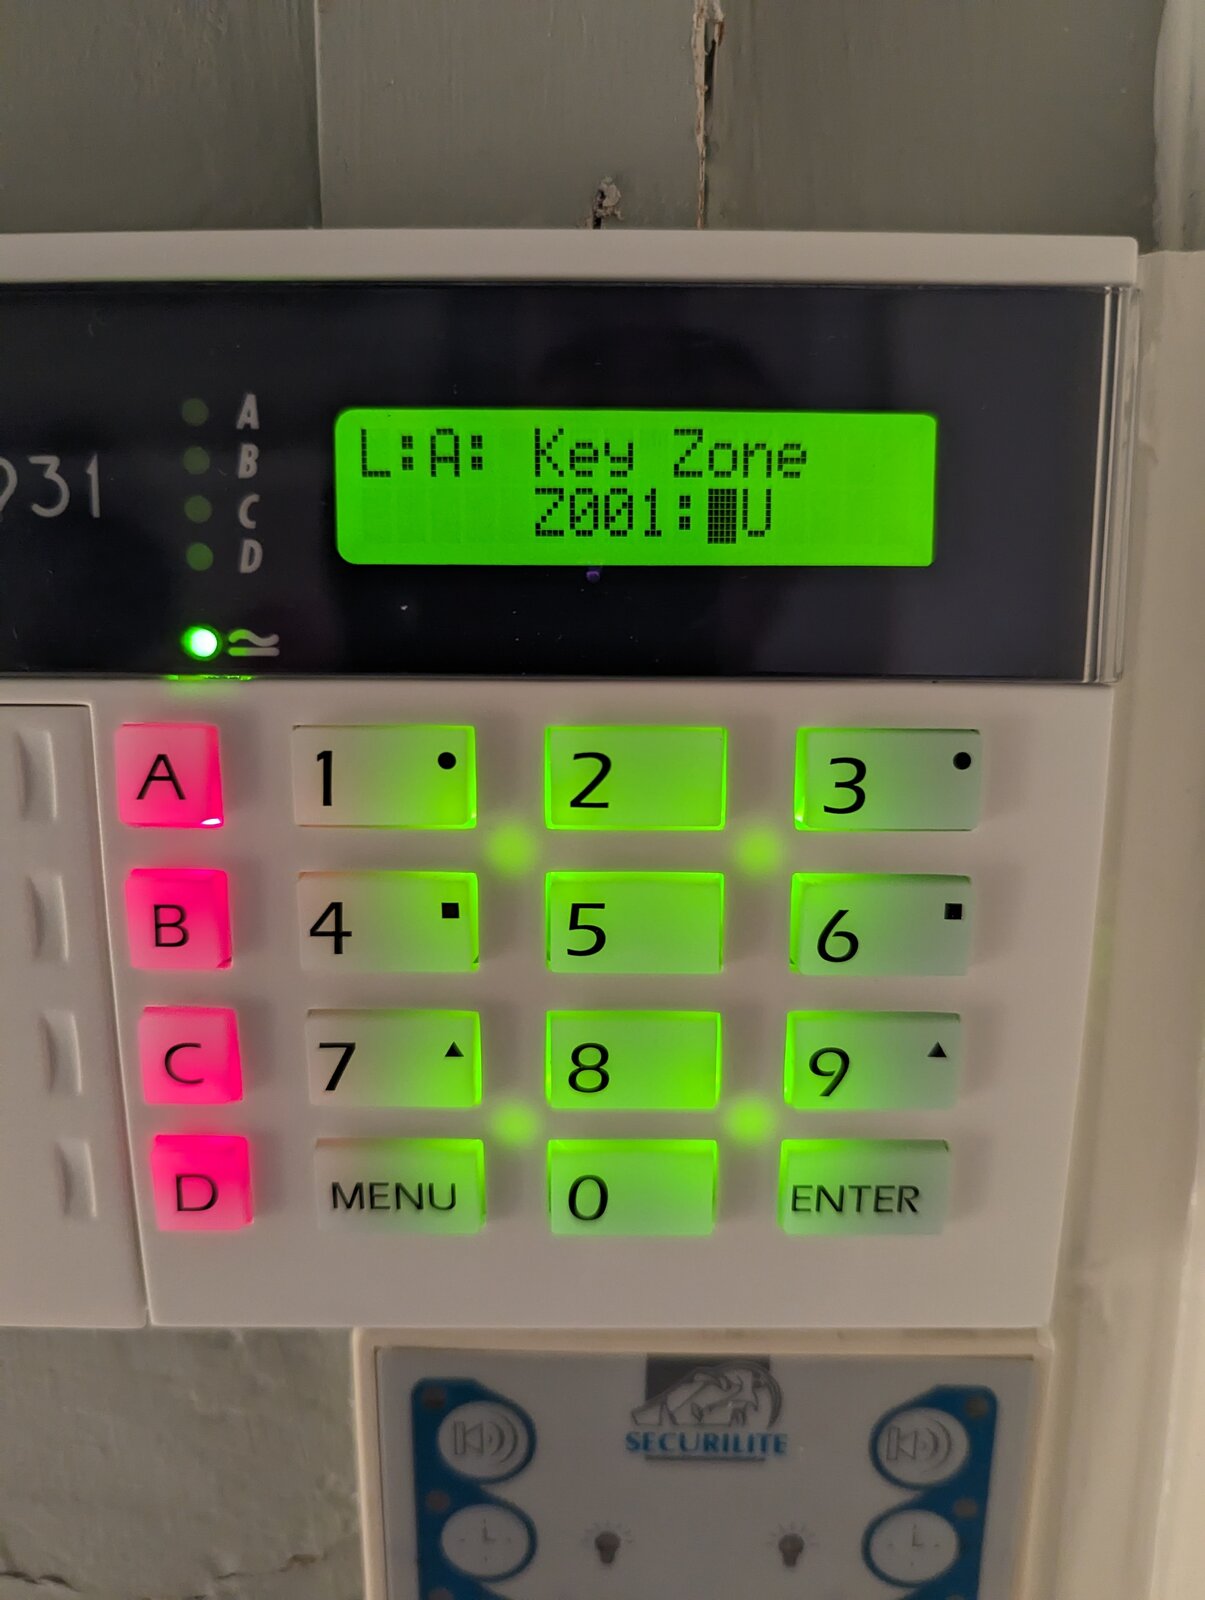 931
A
B
C
D
L:A: Key Zone
Z001: U
A 1 2 3
B 4 5 6
C 7 8 9
D MENU 0 ENTER
SECURILITE